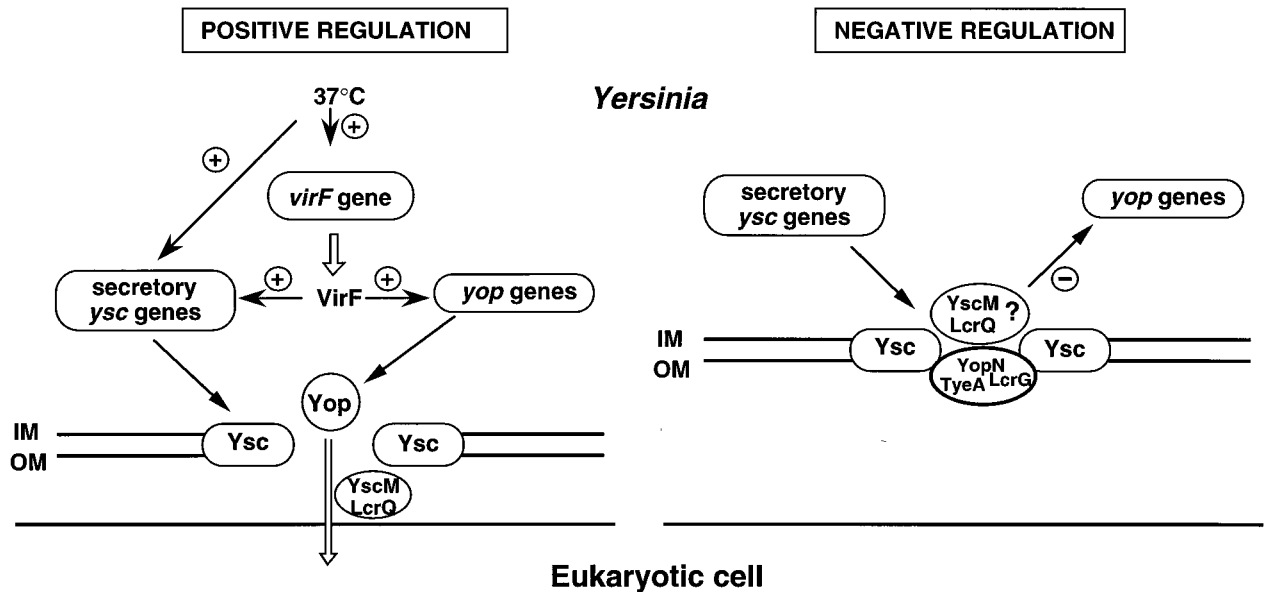 POSITIVE REGULATION
37°C
+
+
virF gene
secretory
ysc genes
+
VirF
+
yop genes
Yop
IM
OM
Ysc
Ysc
YscM
LcrQ
NEGATIVE REGULATION
Yersinia
secretory
ysc genes
yop genes
−
YscM ?
LcrQ
IM
OM
Ysc
Ysc
YopN
TyeA LcrG
Eukaryotic cell